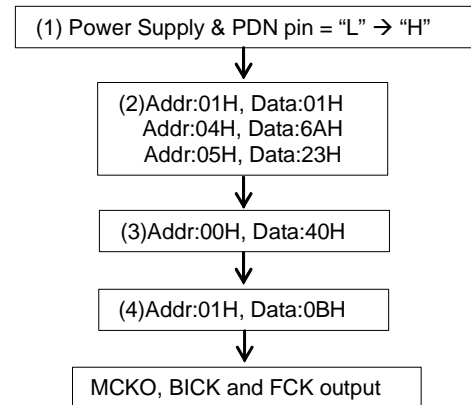 (1) Power Supply & PDN pin = “L” → “H”
(2)Addr:01H, Data:01H
Addr:04H, Data:6AH
Addr:05H, Data:23H
(3)Addr:00H, Data:40H
(4)Addr:01H, Data:0BH
MCKO, BICK and FCK output